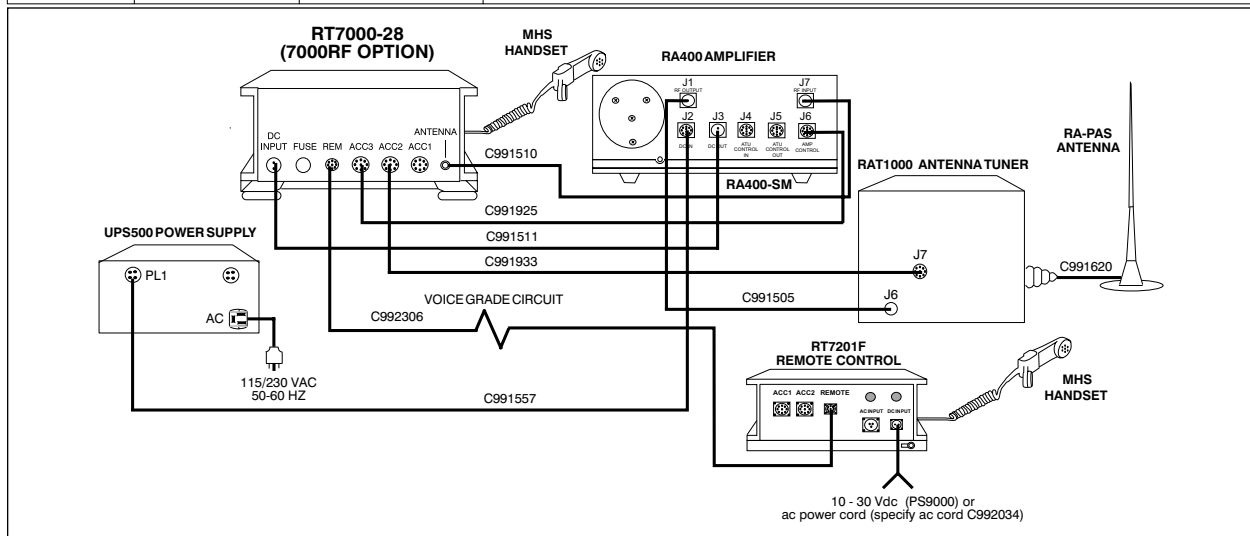 RT7000-28
(7000RF OPTION)
MHS
HANDSET
DC
INPUT
FUSE
REM
ACC3
ACC2
ACC1
ANTENNA
RA400 AMPLIFIER
J1
RF OUTPUT
J7
RF INPUT
J2
DC IN
J3
DC OUT
J4
ATU
CONTROL
IN
J5
ATU
CONTROL
OUT
J6
AMP
CONTROL
RA400-SM
RA-PAS
ANTENNA
RAT1000 ANTENNA TUNER
J7
J6
C991620
C991510
C991925
C991511
C991933
C991505
UPS500 POWER SUPPLY
PL1
AC
115/230 VAC
50-60 HZ
VOICE GRADE CIRCUIT
C992306
C991557
RT7201F
REMOTE CONTROL
ACC1
ACC2
REMOTE
AC INPUT
DC INPUT
MHS
HANDSET
10 - 30 Vdc (PS9000) or
ac power cord (specify ac cord C992034)